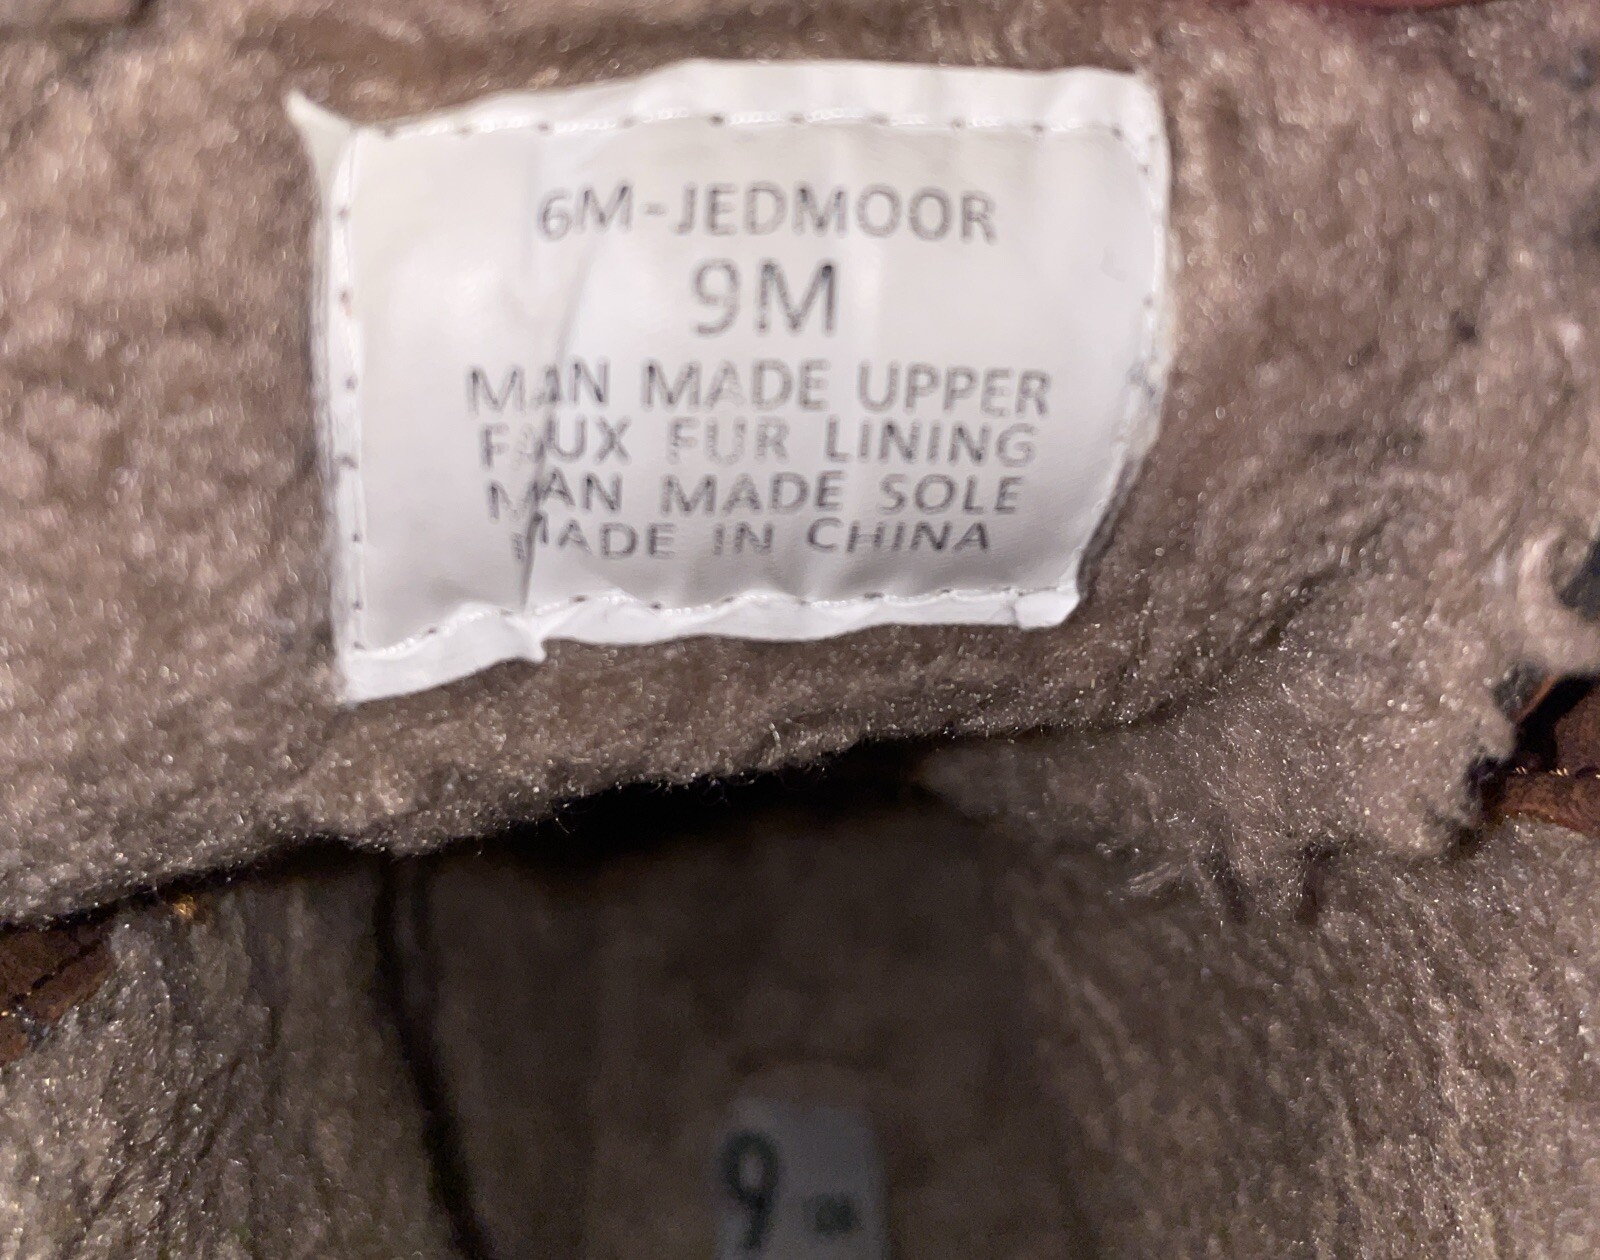 6M-JEDMOOR
9M
MAN MADE UPPER
FAUX FUR LINING
MAN MADE SOLE
MADE IN CHINA
9